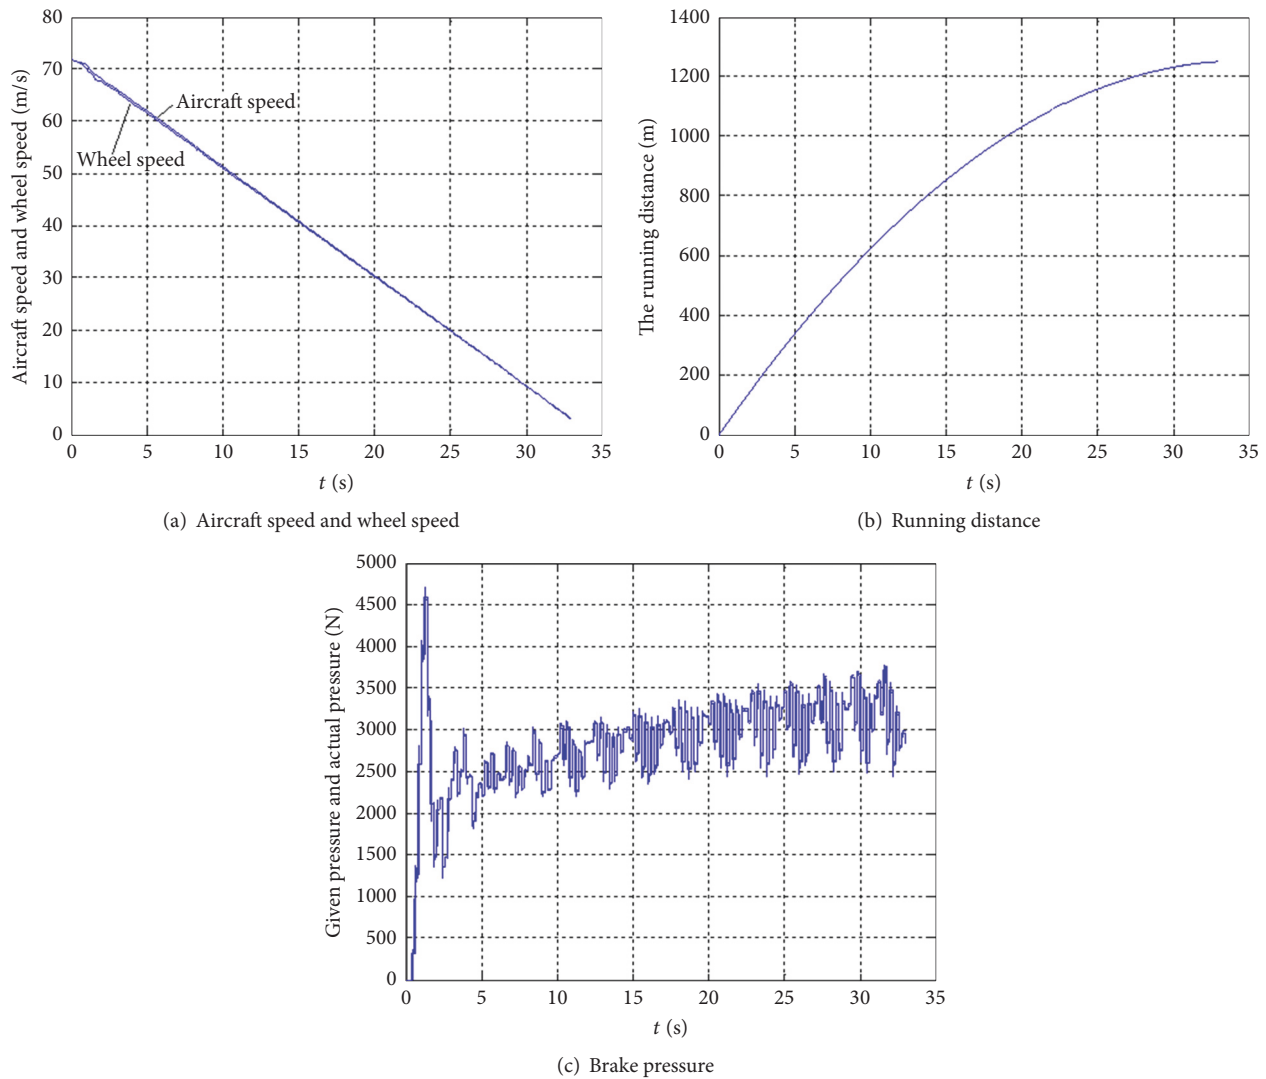 Aircraft speed and wheel speed (m/s)
80
70
60
50
40
30
20
10
0
Aircraft speed
Wheel speed
0 5 10 15 20 25 30 35
t (s)
(a) Aircraft speed and wheel speed
The running distance (m)
1400
1200
1000
800
600
400
200
0
0 5 10 15 20 25 30 35
t (s)
(b) Running distance
Given pressure and actual pressure (N)
5000
4500
4000
3500
3000
2500
2000
1500
1000
500
0
0 5 10 15 20 25 30 35
t (s)
(c) Brake pressure